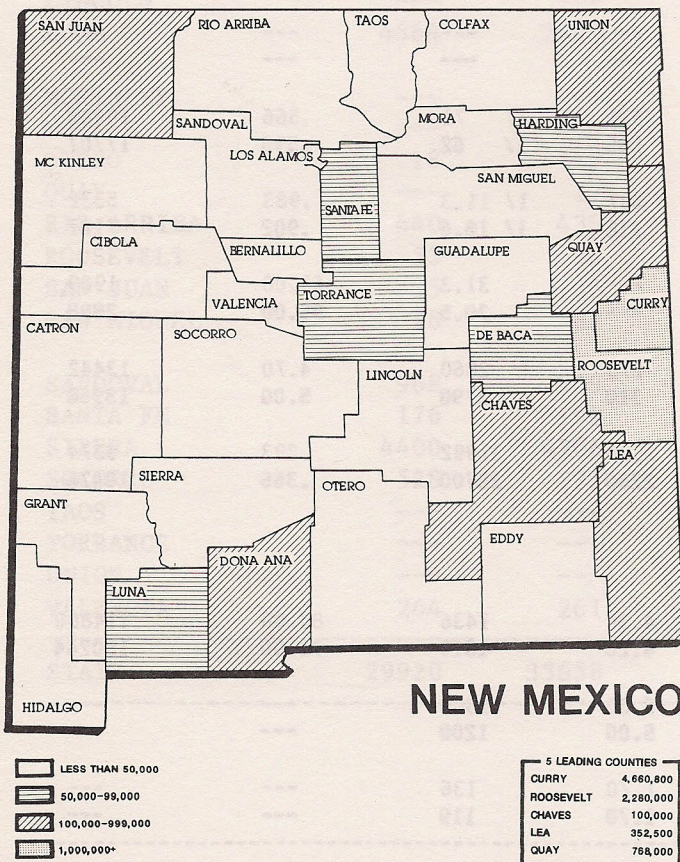 SAN JUAN
RIO ARRIBA
TAOS
COLFAX
UNION
SANDOVAL
MORA
HARDING
MC KINLEY
LOS ALAMOS
SAN MIGUEL
SANTA FE
CIBOLA
BERNALILLO
GUADALUPE
QUAY
VALENCIA
TORRANCE
CURRY
CATRON
SOCORRO
DE BACA
LINCOLN
ROOSEVELT
CHAVES
LEA
SIERRA
OTERO
GRANT
EDDY
DONA ANA
LUNA
HIDALGO
NEW MEXICO
LESS THAN 50,000
50,000-99,000
100,000-999,000
1,000,000+
5 LEADING COUNTIES
CURRY 4,660,800
ROOSEVELT 2,280,000
CHAVES 100,000
LEA 352,500
QUAY 768,000